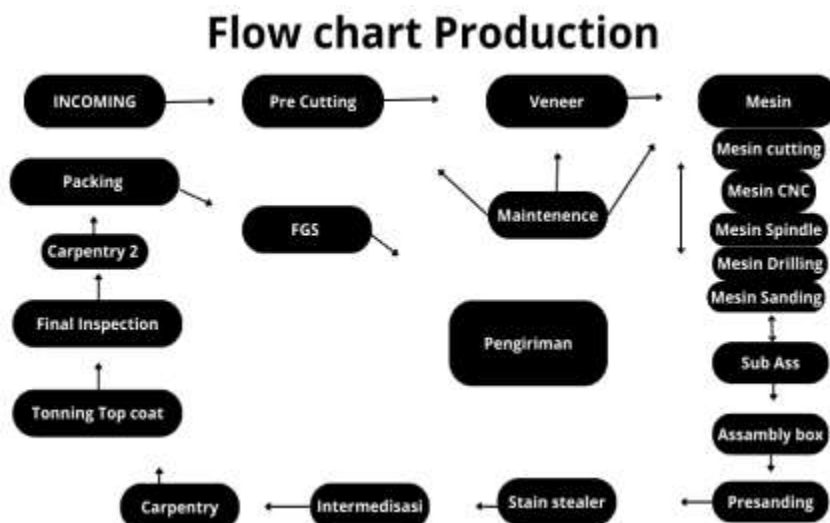 Flow chart Production
INCOMING
Pre Cutting
Veneer
Mesin
Mesin cutting
Mesin CNC
Mesin Spindle
Mesin Drilling
Mesin Sanding
Maintenence
Packing
FGS
Carpentry 2
Final Inspection
Pengiriman
Sub Ass
Tonning Top coat
Assambly box
Carpentry
Intermedisasi
Stain stealer
Presanding